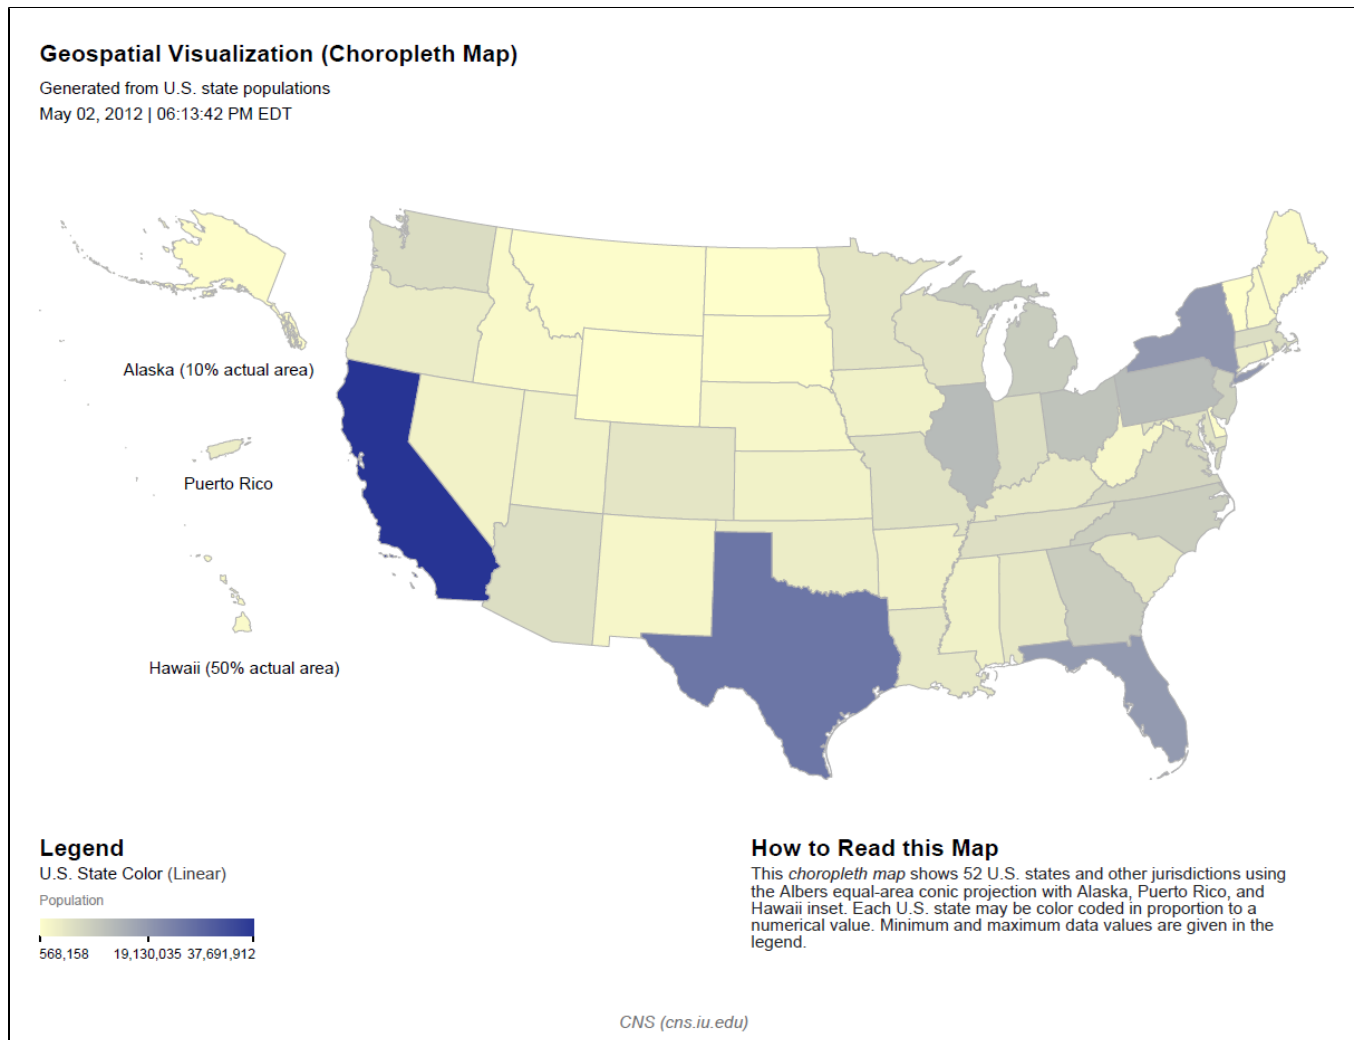 Geospatial Visualization (Choropleth Map)
Generated from U.S. state populations
May 02, 2012 | 06:13:42 PM EDT
Alaska (10% actual area)
Puerto Rico
Hawaii (50% actual area)
Legend
U.S. State Color (Linear)
Population
568,158 19,130,035 37,691,912
How to Read this Map
This choropleth map shows 52 U.S. states and other jurisdictions using
the Albers equal-area conic projection with Alaska, Puerto Rico, and
Hawaii inset. Each U.S. state may be color coded in proportion to a
numerical value. Minimum and maximum data values are given in the
legend.
CNS (cns.iu.edu)